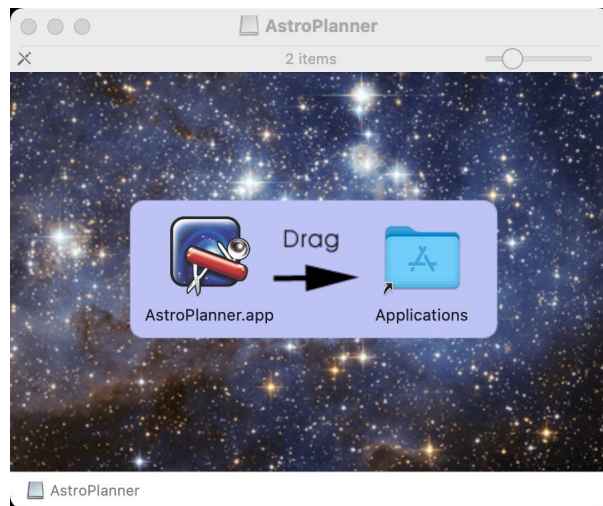 AstroPlanner
2 items
Drag
AstroPlanner.app
Applications
AstroPlanner